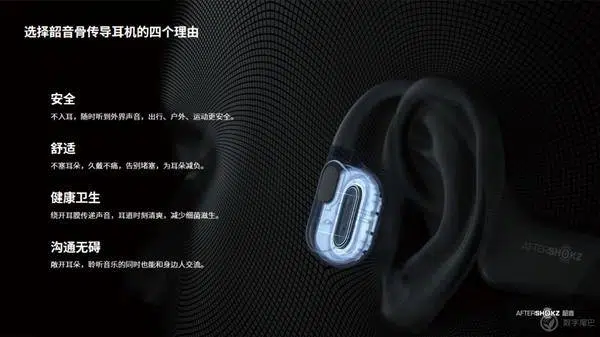 选择韶音骨传导耳机的四个理由
安全
不入耳，随时听到外界声音，出行、户外、运动更安全。
舒适
不塞耳朵，久戴不痛，告别堵塞，为耳朵减负。
健康卫生
绕开耳膜传递声音，耳道时刻清爽，减少细菌滋生。
沟通无碍
敞开耳朵，聆听音乐的同时也能和身边人交流。
AFTERSHOKZ
AFTERSHOKZ 韶音
数字尾巴